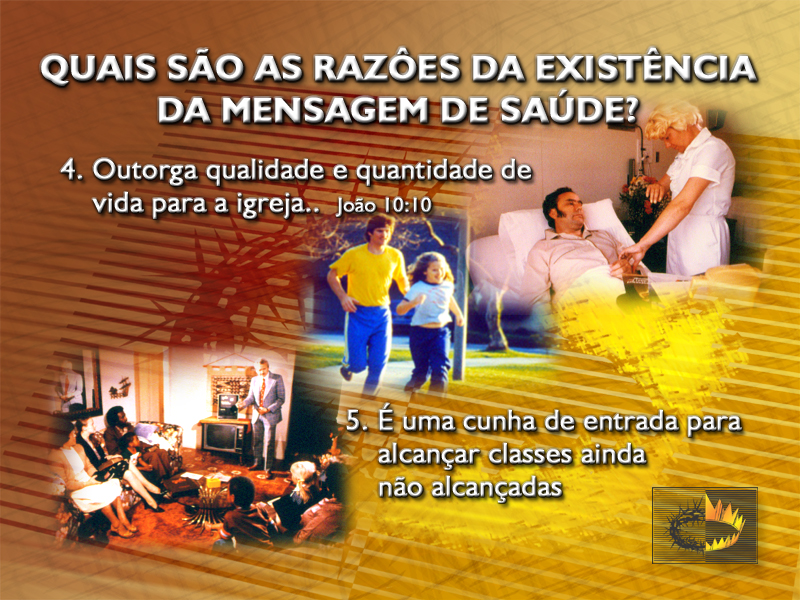 QUAIS SÃO AS RAZÔES DA EXISTÊNCIA
DA MENSAGEM DE SAÚDE?
4. Outorga qualidade e quantidade de
vida para a igreja.. João 10:10
5. É uma cunha de entrada para
alcançar classes ainda
não alcançadas